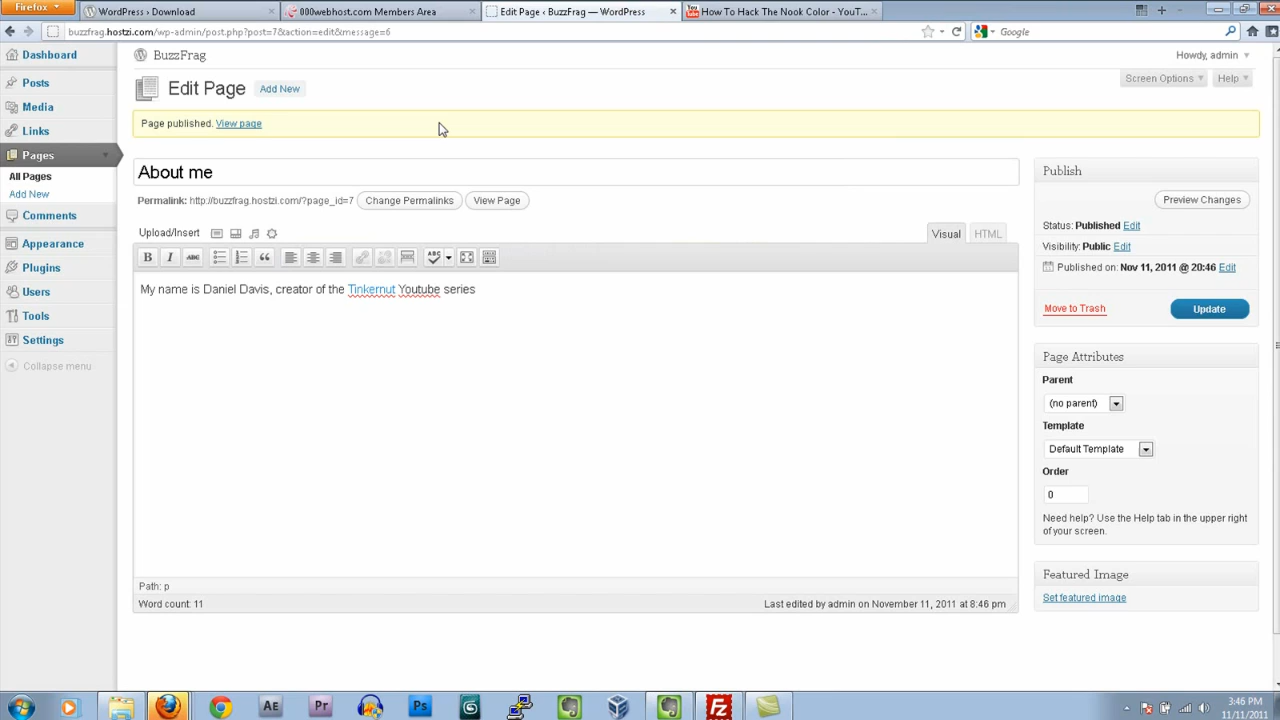 Firefox
WordPress › Download
000webhost.com Members Area
Edit Page ‹ BuzzFrag — WordPress
How To Hack The Nook Color - YouT...
buzzfrag.hostzi.com/wp-admin/post.php?post=7&action=edit&message=6
Google
Dashboard
Posts
Media
Links
Pages
All Pages
Add New
Comments
Appearance
Plugins
Users
Tools
Settings
Collapse menu
BuzzFrag
Howdy, admin
Edit Page
Add New
Screen Options
Help
Page published. View page
About me
Permalink: http://buzzfrag.hostzi.com/?page_id=7 Change Permalinks View Page
Upload/Insert
Visual
HTML
B I ABC
ABC
My name is Daniel Davis, creator of the Tinkernut Youtube series
Path: p
Word count: 11
Last edited by admin on November 11, 2011 at 8:46 pm
Publish
Preview Changes
Status: Published Edit
Visibility: Public Edit
Published on: Nov 11, 2011 @ 20:46 Edit
Move to Trash
Update
Page Attributes
Parent
(no parent)
Template
Default Template
Order
0
Need help? Use the Help tab in the upper right
of your screen.
Featured Image
Set featured image
AE
Pr
Ps
Fz
3:46 PM
11/11/2011